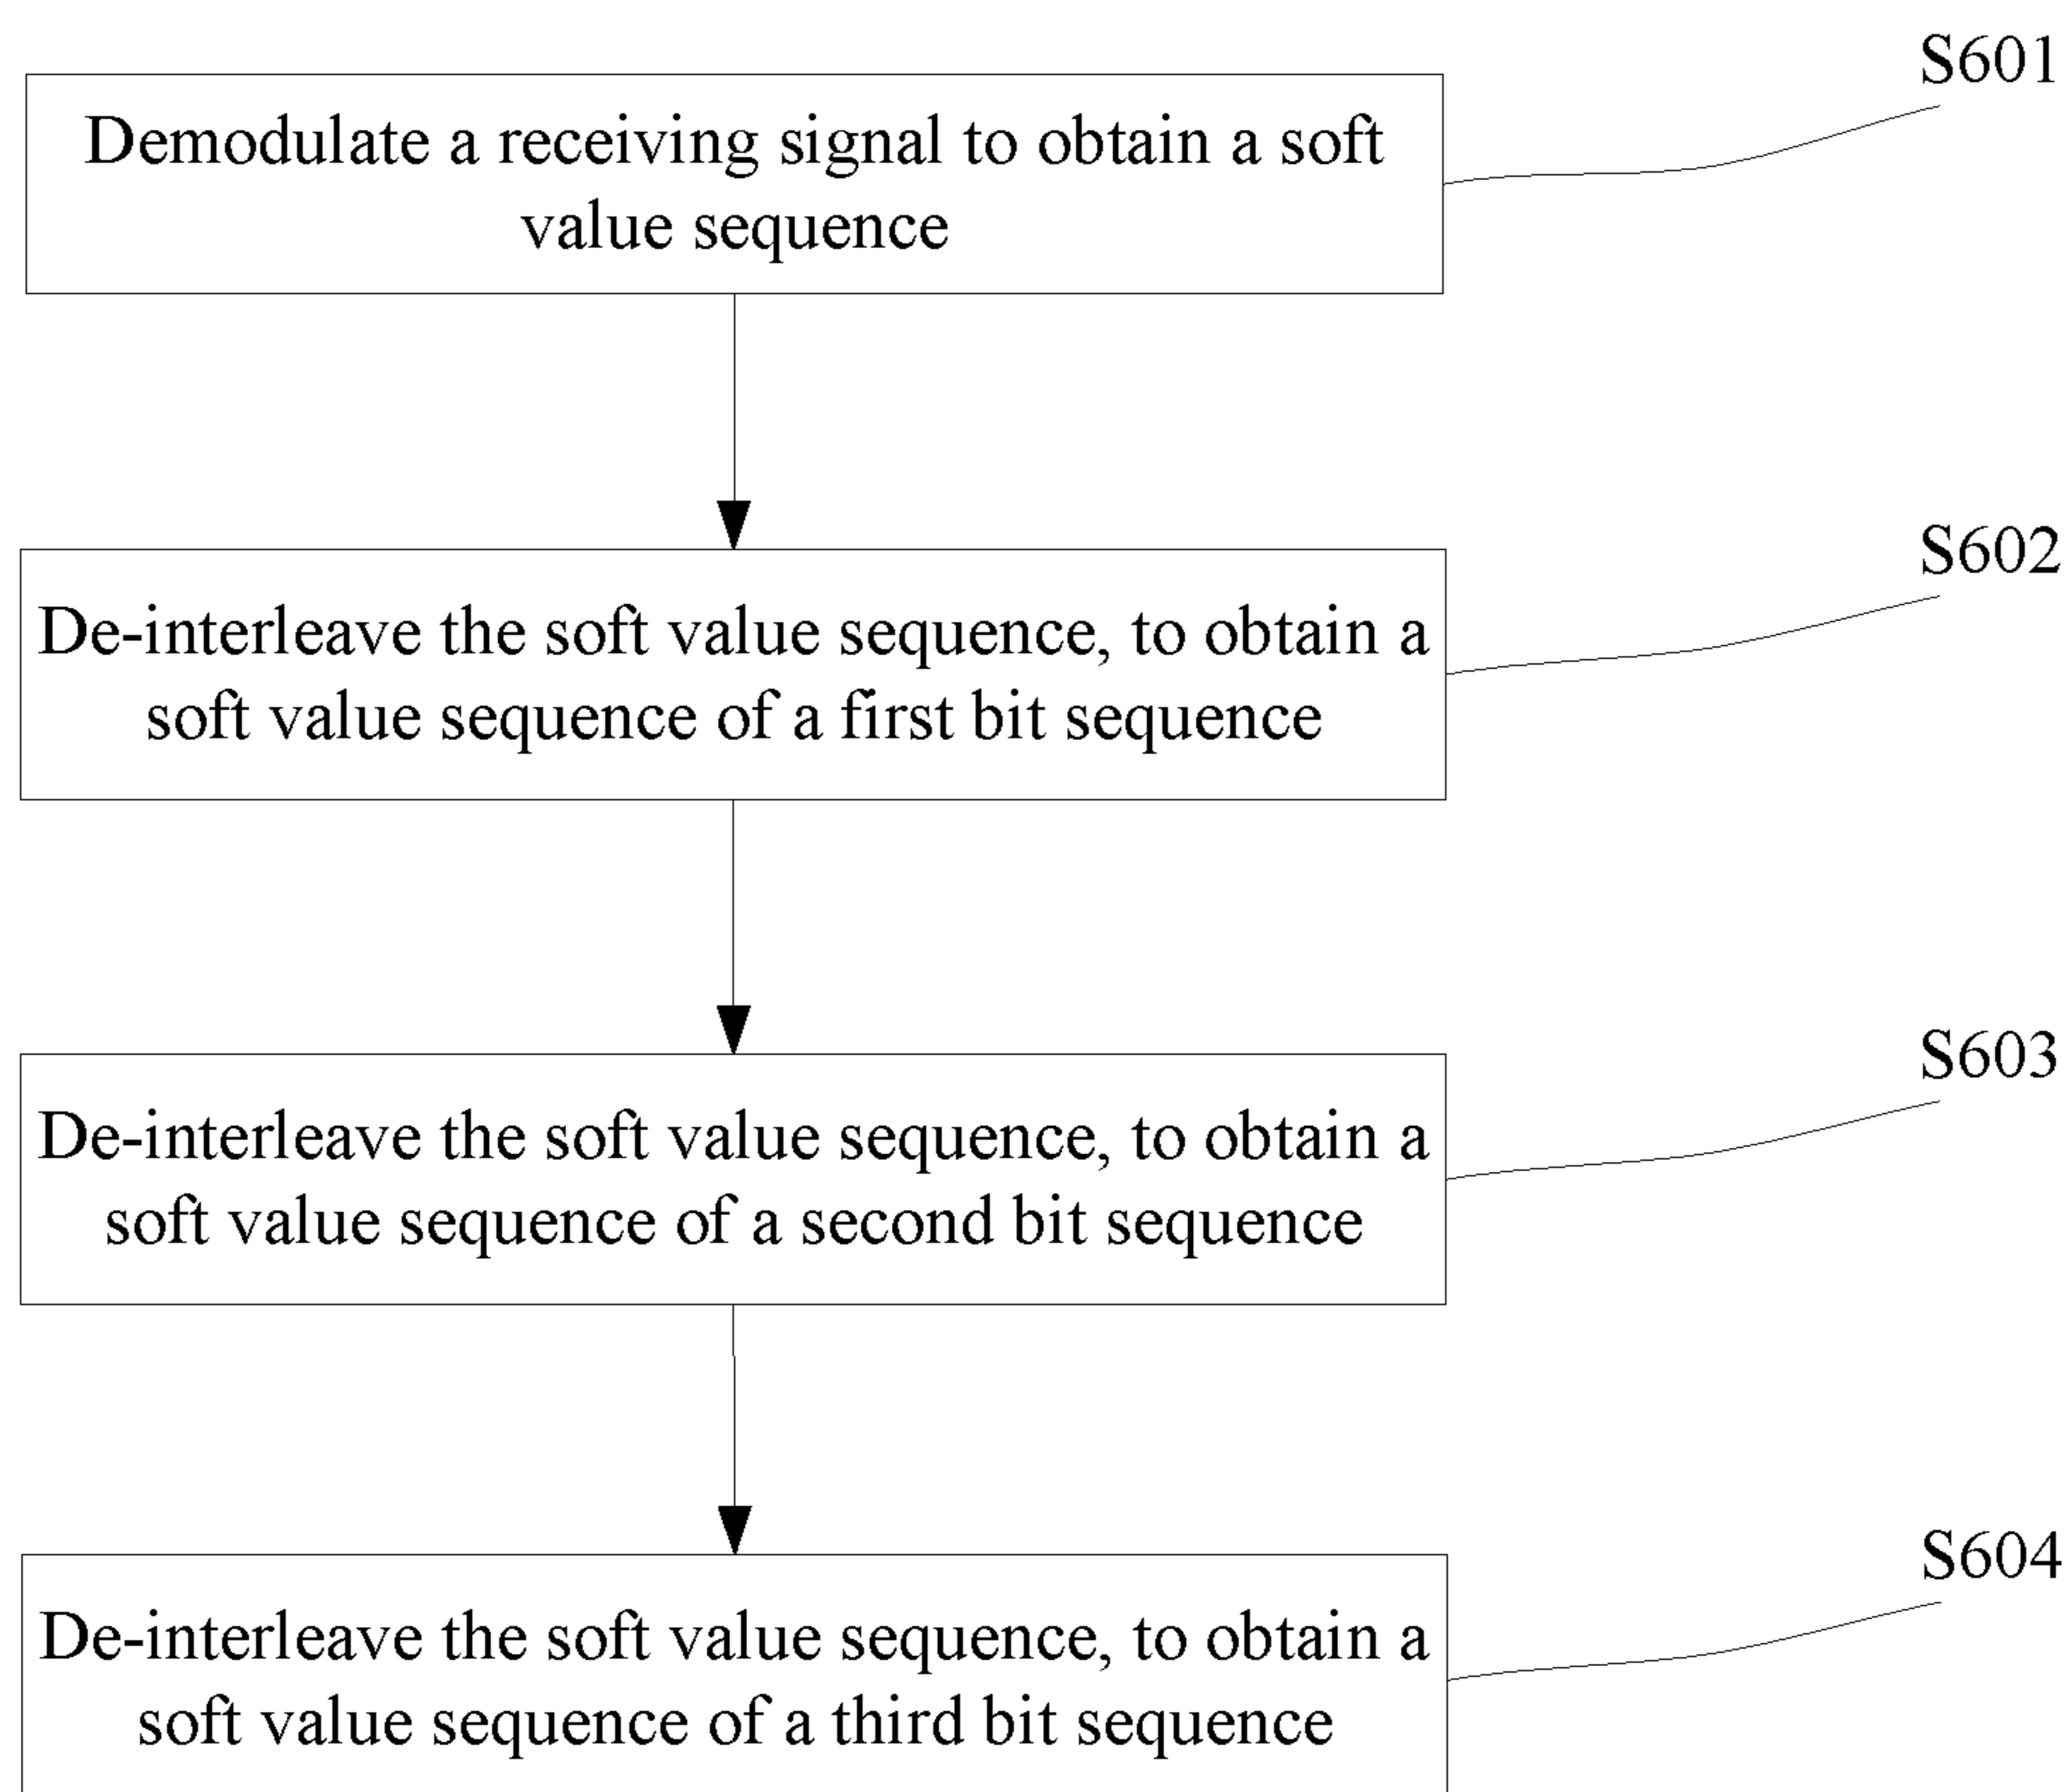 S601
Demodulate a receiving signal to obtain a soft
value sequence
S602
De-interleave the soft value sequence, to obtain a
soft value sequence of a first bit sequence
S603
De-interleave the soft value sequence, to obtain a
soft value sequence of a second bit sequence
S604
De-interleave the soft value sequence, to obtain a
soft value sequence of a third bit sequence